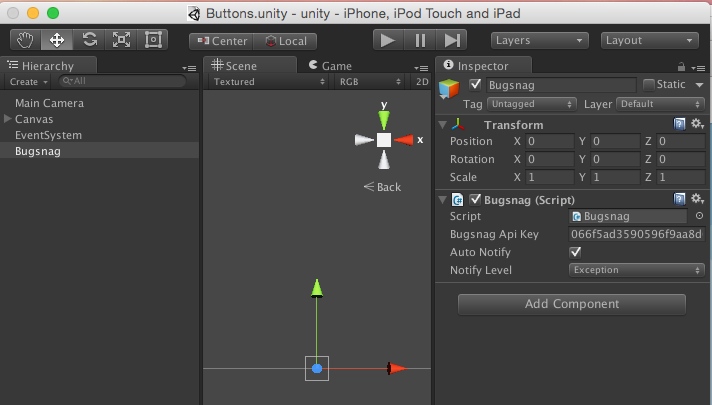 Buttons.unity - unity - iPhone, iPod Touch and iPad
Center Local Layers Layout
Hierarchy
Create All
Main Camera
Canvas
EventSystem
Bugsnag
Scene Game
Textured RGB 2D
y
x
Back
Inspector
Bugsnag Static
Tag Untagged Layer Default
Transform
Position X 0 Y 0 Z 0
Rotation X 0 Y 0 Z 0
Scale X 1 Y 1 Z 1
Bugsnag (Script)
Script Bugsnag
Bugsnag Api Key 066f5ad3590596f9aa8d
Auto Notify
Notify Level Exception
Add Component